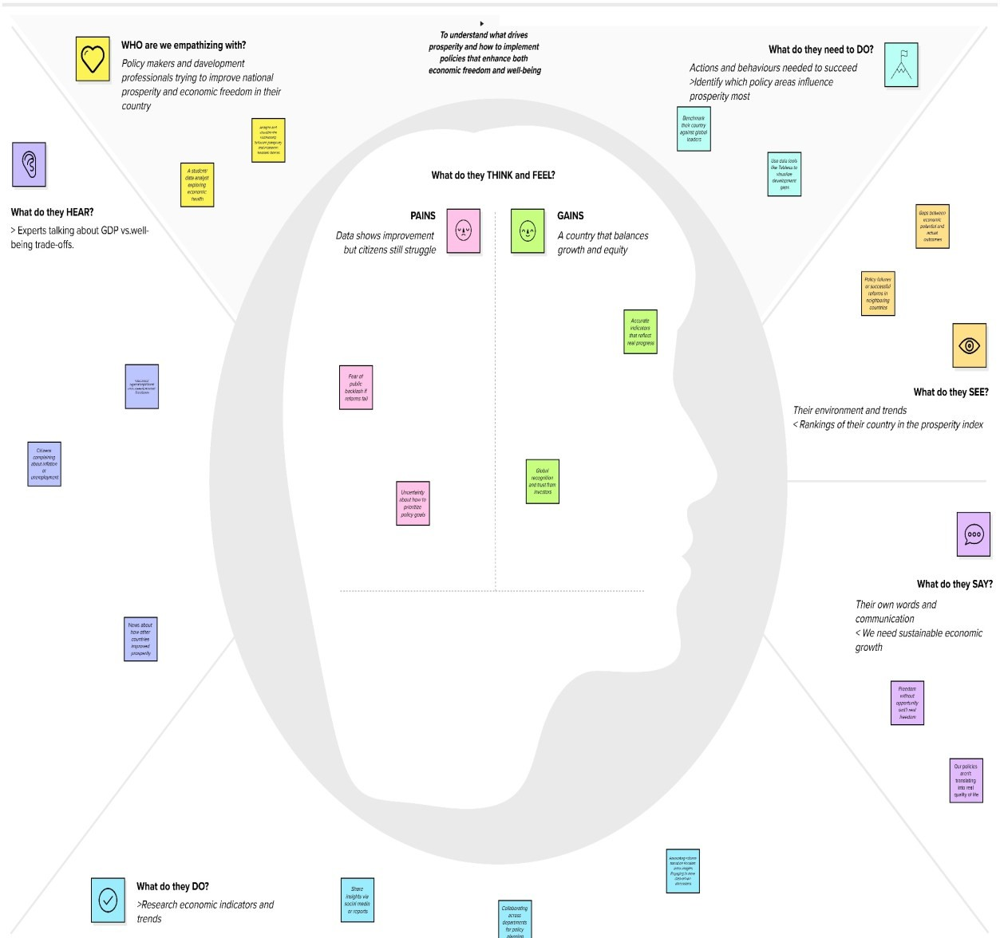 WHO are we empathizing with?
Policy makers and davelopment
professionals trying to improve national
prosperity and economic freedom in their
country
A student/
data analyst
exploring
economic
health
To understand what drives
prosperity and how to implement
policies that enhance both
economic freedom and well-being
What do they need to DO?
Actions and behaviours needed to succeed
>Identify which policy areas influence
prosperity most
Benchmark
their country
against global
leaders
Use data tools
like Tableau to
visualize
development
gaps
What do they HEAR?
> Experts talking about GDP vs.well-
being trade-offs.
Citizens
complaining
about inflation
or
unemployment
News about
how other
countries
improved
prosperity
What do they THINK and FEEL?
PAINS
Data shows improvement
but citizens still struggle
Fear of
public
backlash if
reforms fail
Uncertainty
about how to
prioritize
policy goals
GAINS
A country that balances
growth and equity
Accurate
indicators
that reflect
real progress
Global
recognition
and trust from
investors
Gaps between
economic
potential and
actual
outcomes
Policy failures
or successful
reforms in
neighboring
countries
What do they SEE?
Their environment and trends
< Rankings of their country in the prosperity index
What do they SAY?
Their own words and
communication
< We need sustainable economic
growth
Freedom
without
opportunity
isn't real
freedom
Our policies
aren't
translating
into real
quality of life
What do they DO?
>Research economic indicators and
trends
Share
insights via
social media
or reports
Collaborating
across
departments
for policy
planning